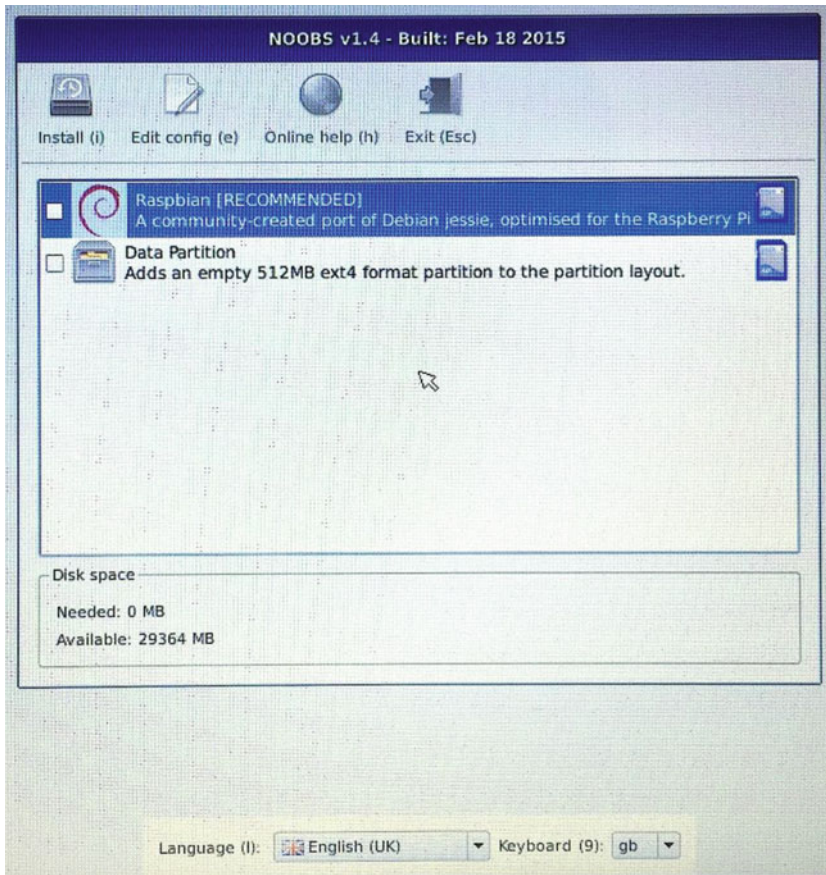 NOOBS v1.4 - Built: Feb 18 2015
Install (i) Edit config (e) Online help (h) Exit (Esc)
Raspbian [RECOMMENDED]
A community-created port of Debian jessie, optimised for the Raspberry Pi
Data Partition
Adds an empty 512MB ext4 format partition to the partition layout.
Disk space
Needed: 0 MB
Available: 29364 MB
Language (l): English (UK) Keyboard (9): gb